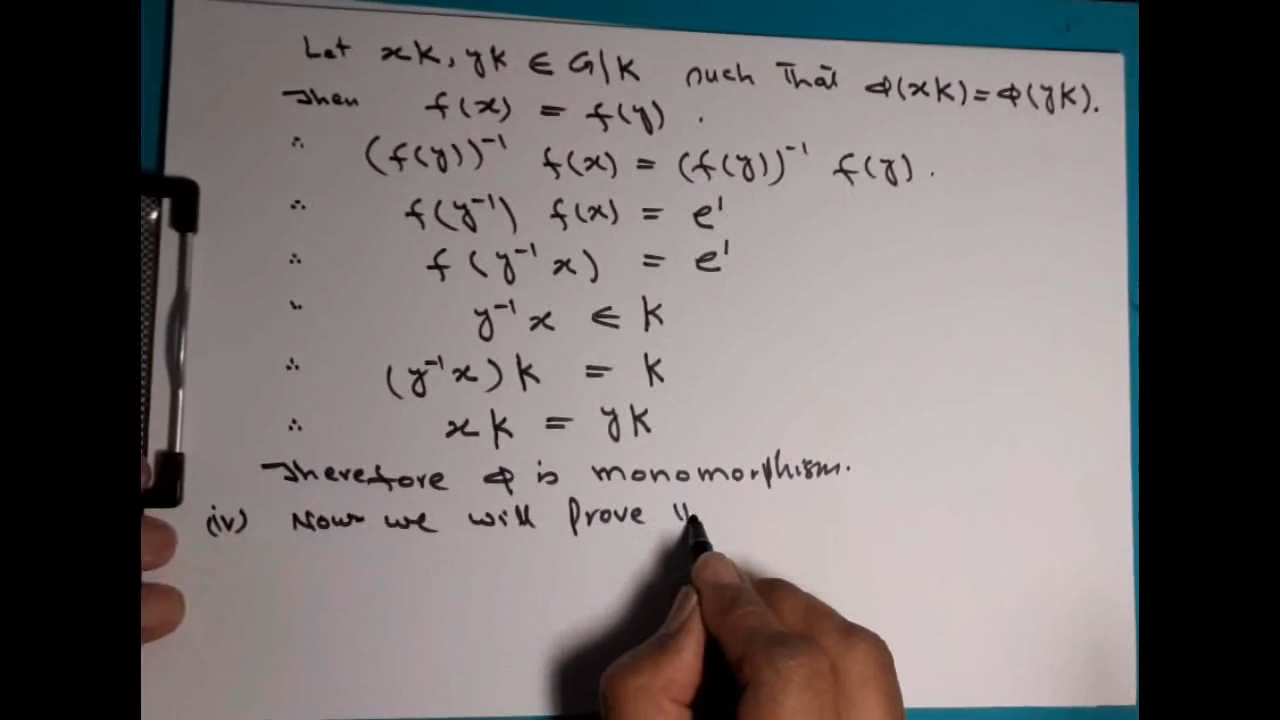 Let xK, yK ∈ G/K such that Φ(xK) = Φ(yK).
Then f(x) = f(y).
∴ (f(y))⁻¹ f(x) = (f(y))⁻¹ f(y).
∴ f(y⁻¹) f(x) = e'
∴ f(y⁻¹x) = e'
∴ y⁻¹x ∈ K
∴ (y⁻¹x)K = K
∴ xK = yK
Therefore Φ is monomorphism.
(iv) Now we will prove